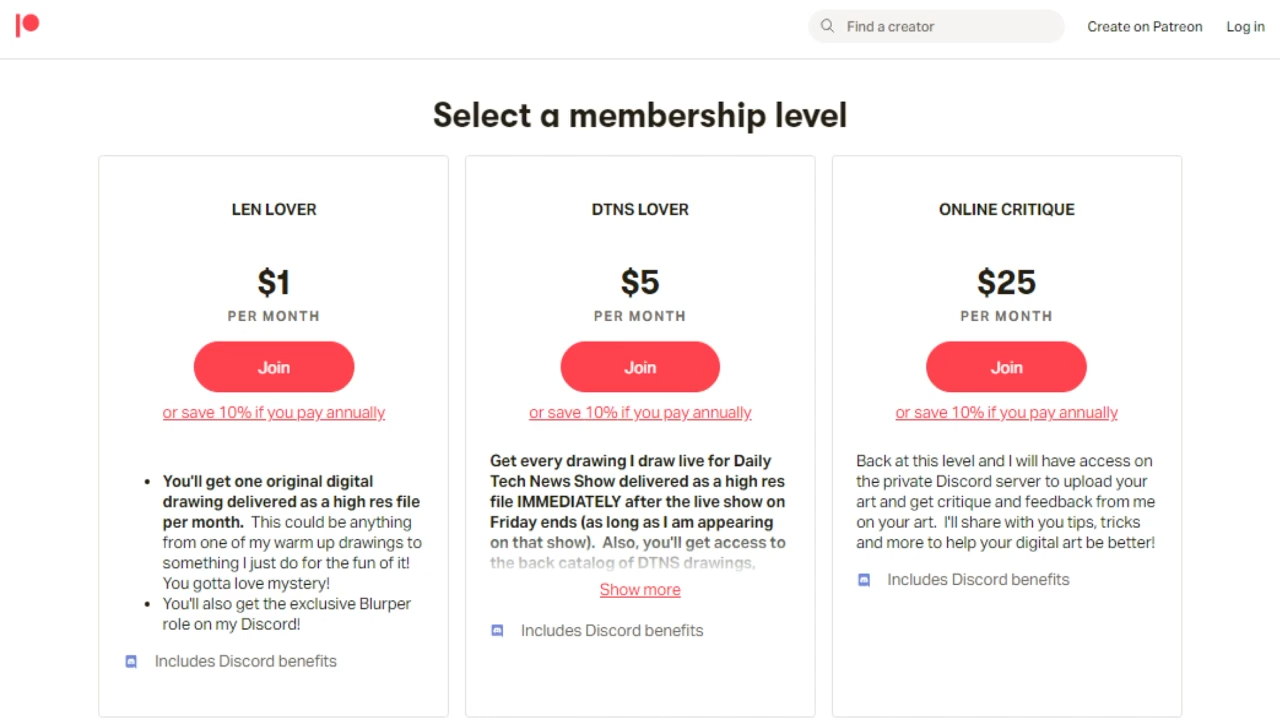 Find a creator
Create on Patreon
Log in
Select a membership level
LEN LOVER
$1
PER MONTH
Join
or save 10% if you pay annually
• You'll get one original digital
drawing delivered as a high res file
per month. This could be anything
from one of my warm up drawings to
something I just do for the fun of it!
You gotta love mystery!
• You'll also get the exclusive Blurper
role on my Discord!
Includes Discord benefits
DTNS LOVER
$5
PER MONTH
Join
or save 10% if you pay annually
Get every drawing I draw live for Daily
Tech News Show delivered as a high res
file IMMEDIATELY after the live show on
Friday ends (as long as I am appearing
on that show). Also, you'll get access to
the back catalog of DTNS drawings,
Show more
Includes Discord benefits
ONLINE CRITIQUE
$25
PER MONTH
Join
or save 10% if you pay annually
Back at this level and I will have access on
the private Discord server to upload your
art and get critique and feedback from me
on your art. I'll share with you tips, tricks
and more to help your digital art be better!
Includes Discord benefits